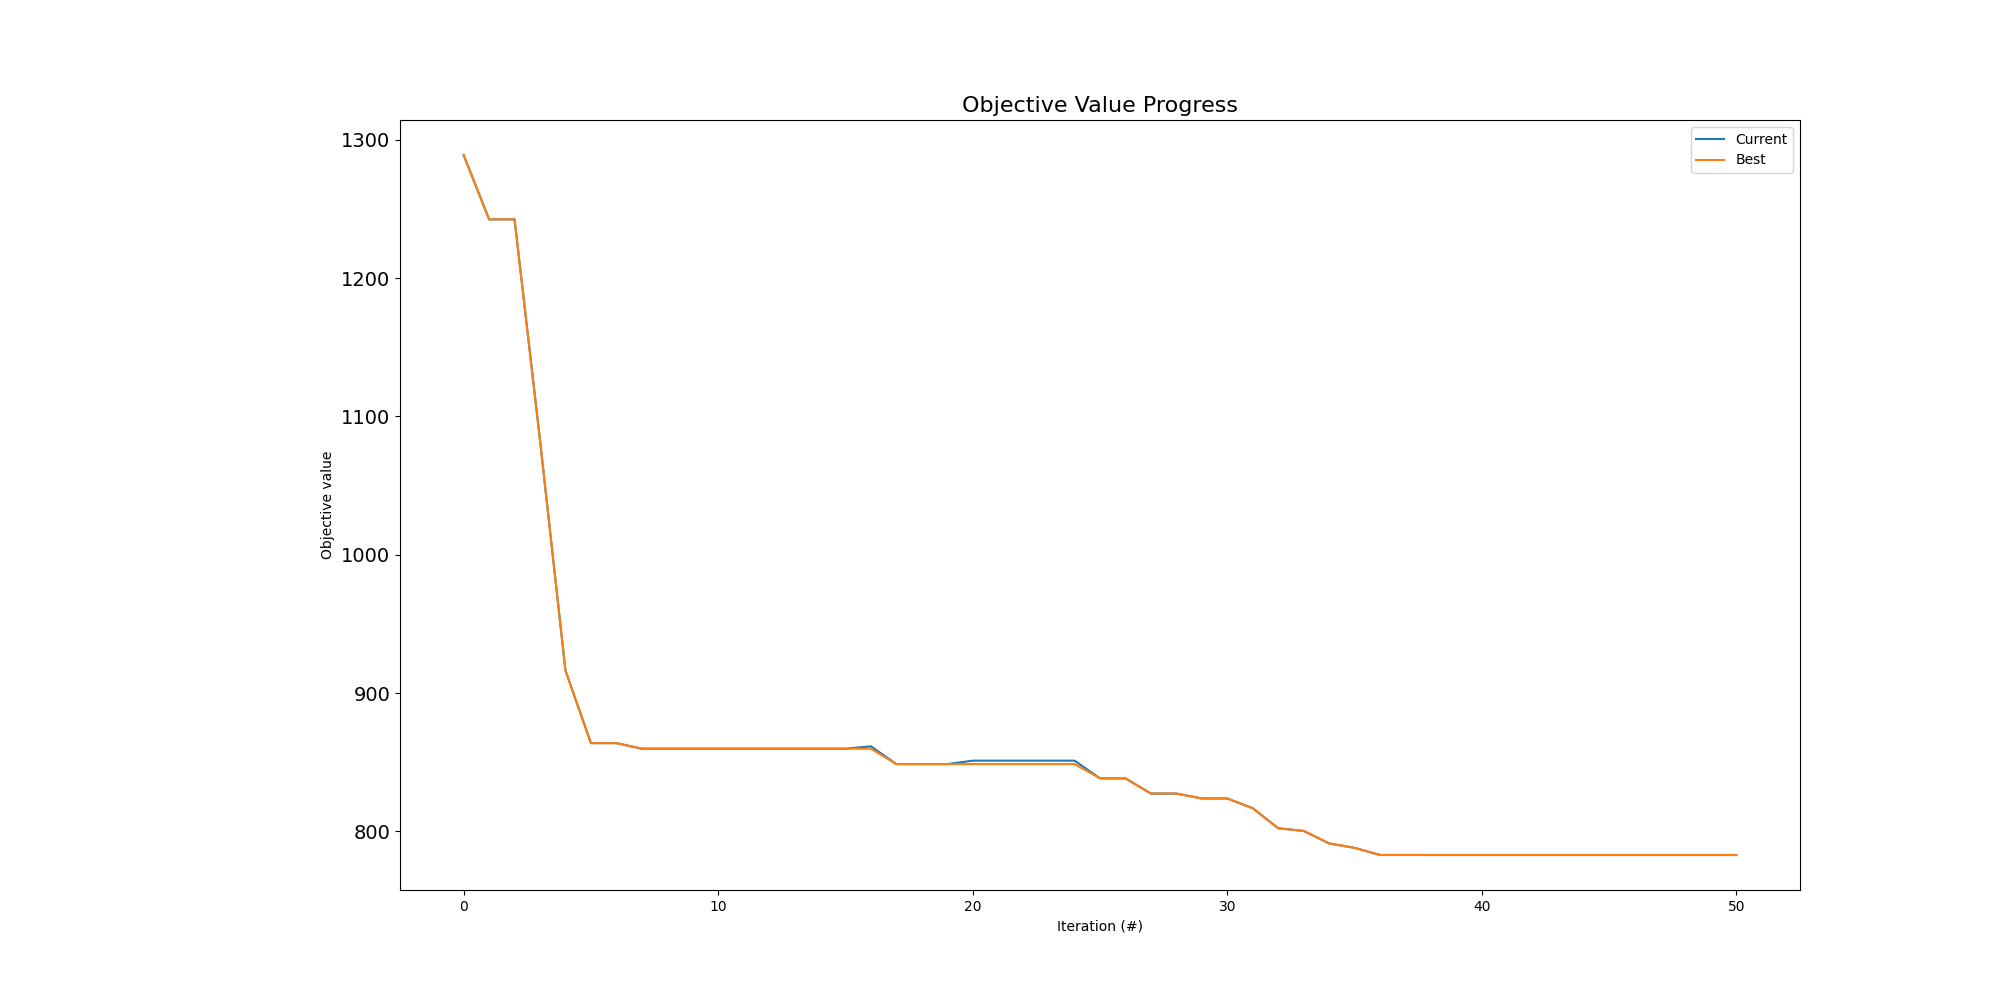 Objective Value Progress
Current
Best
1300
1200
1100
1000
900
800
Objective value
0 10 20 30 40 50
Iteration (#)